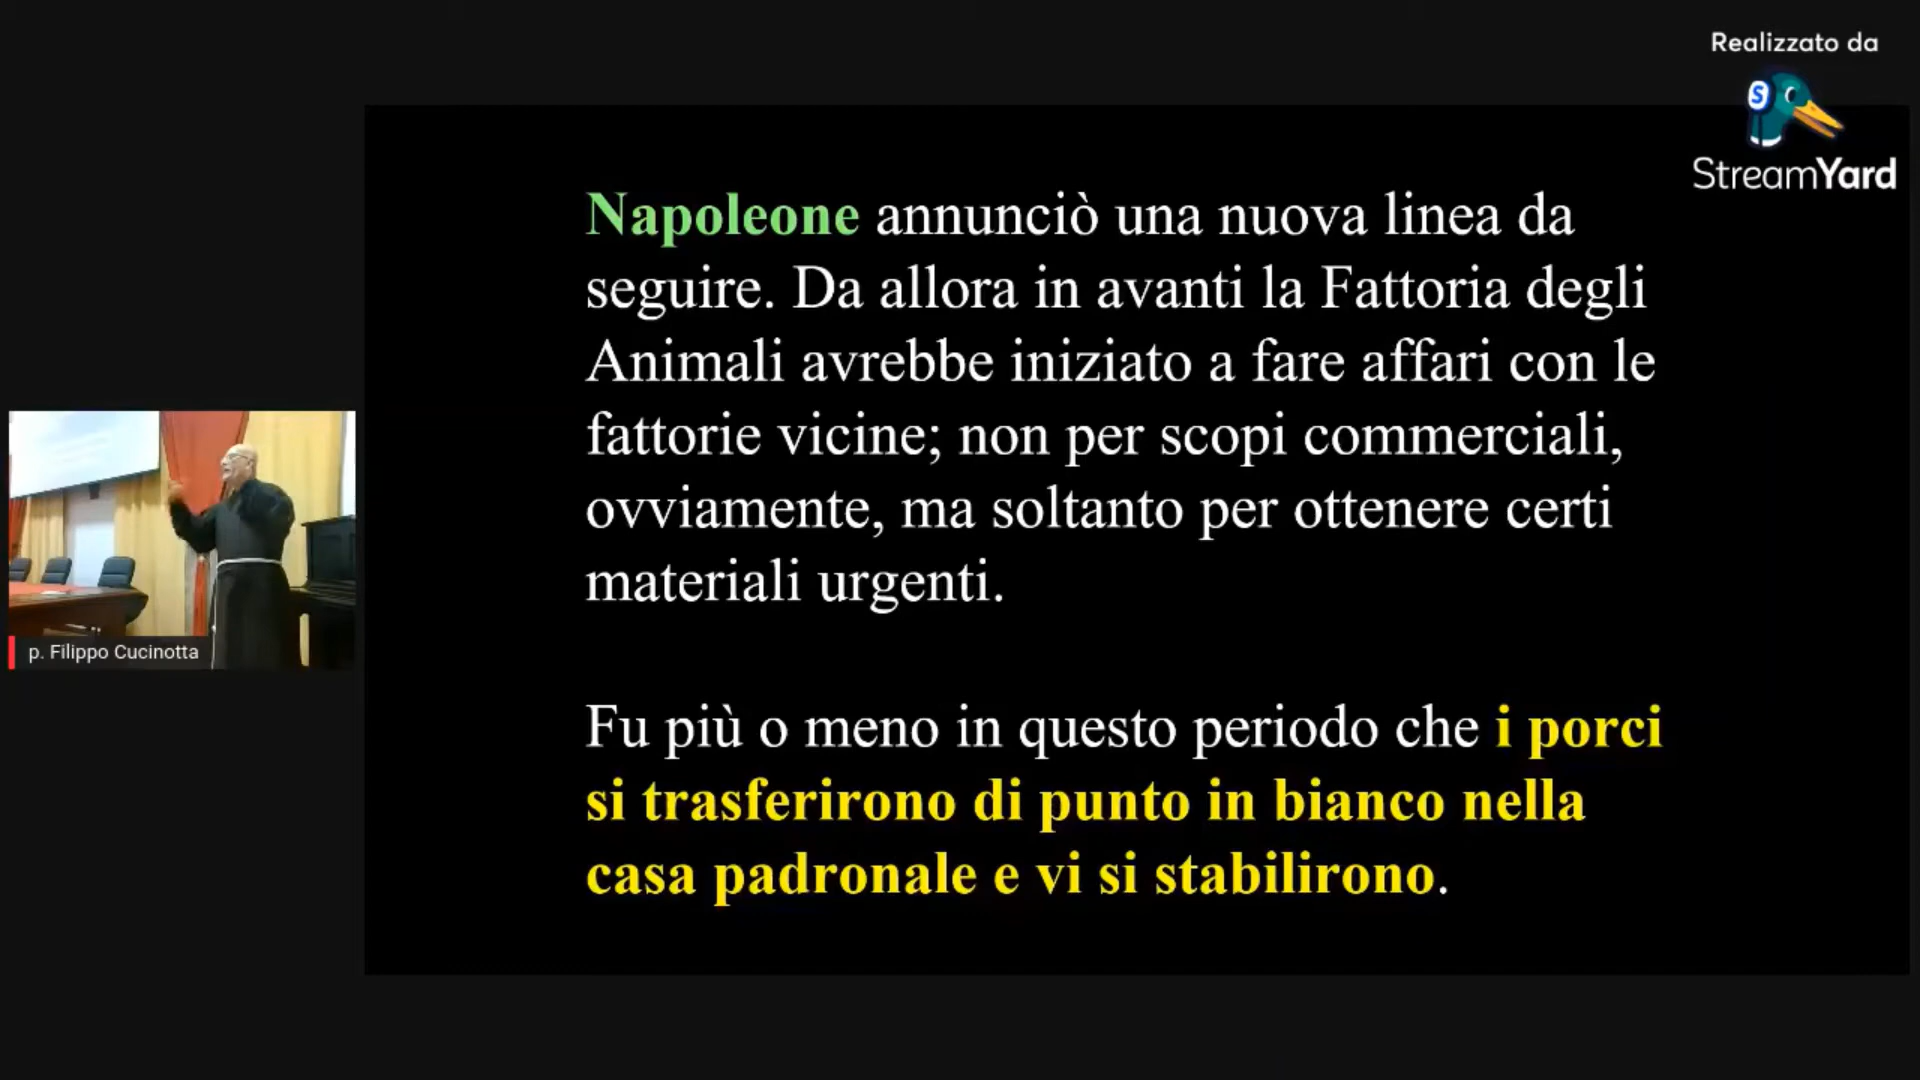 Realizzato da
StreamYard
Napoleone annunciò una nuova linea da
seguire. Da allora in avanti la Fattoria degli
Animali avrebbe iniziato a fare affari con le
fattorie vicine; non per scopi commerciali,
ovviamente, ma soltanto per ottenere certi
materiali urgenti.
Fu più o meno in questo periodo che i porci
si trasferirono di punto in bianco nella
casa padronale e vi si stabilirono.
p. Filippo Cucinotta